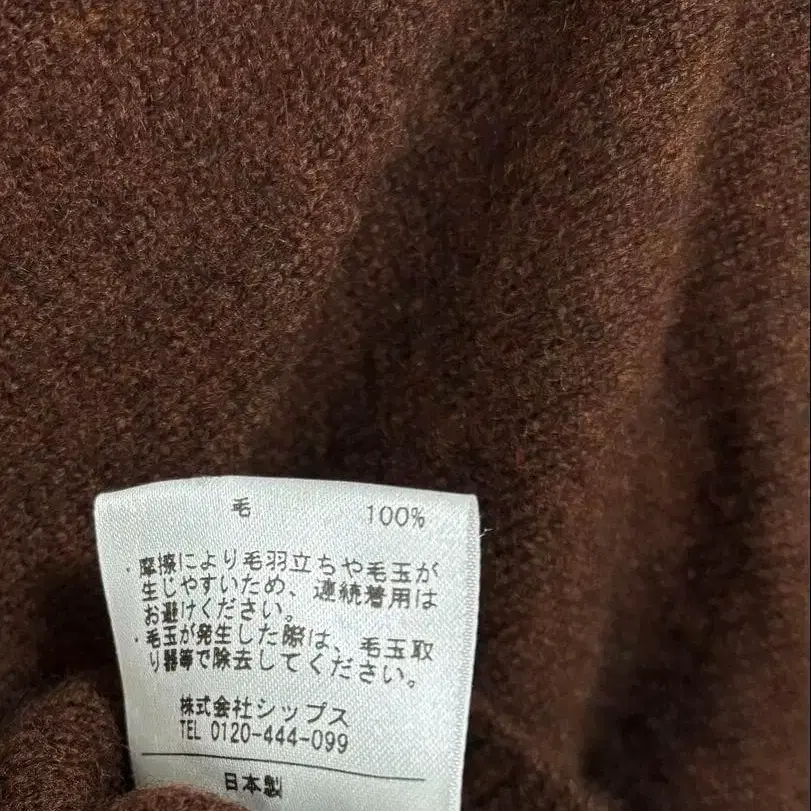 毛 100%
・摩擦により毛羽立ちや毛玉が
生じやすいため、連続着用は
お避けください。
・毛玉が発生した際は、毛玉取
り器等で除去してください。
株式会社シップス
TEL 0120-444-099
日本製